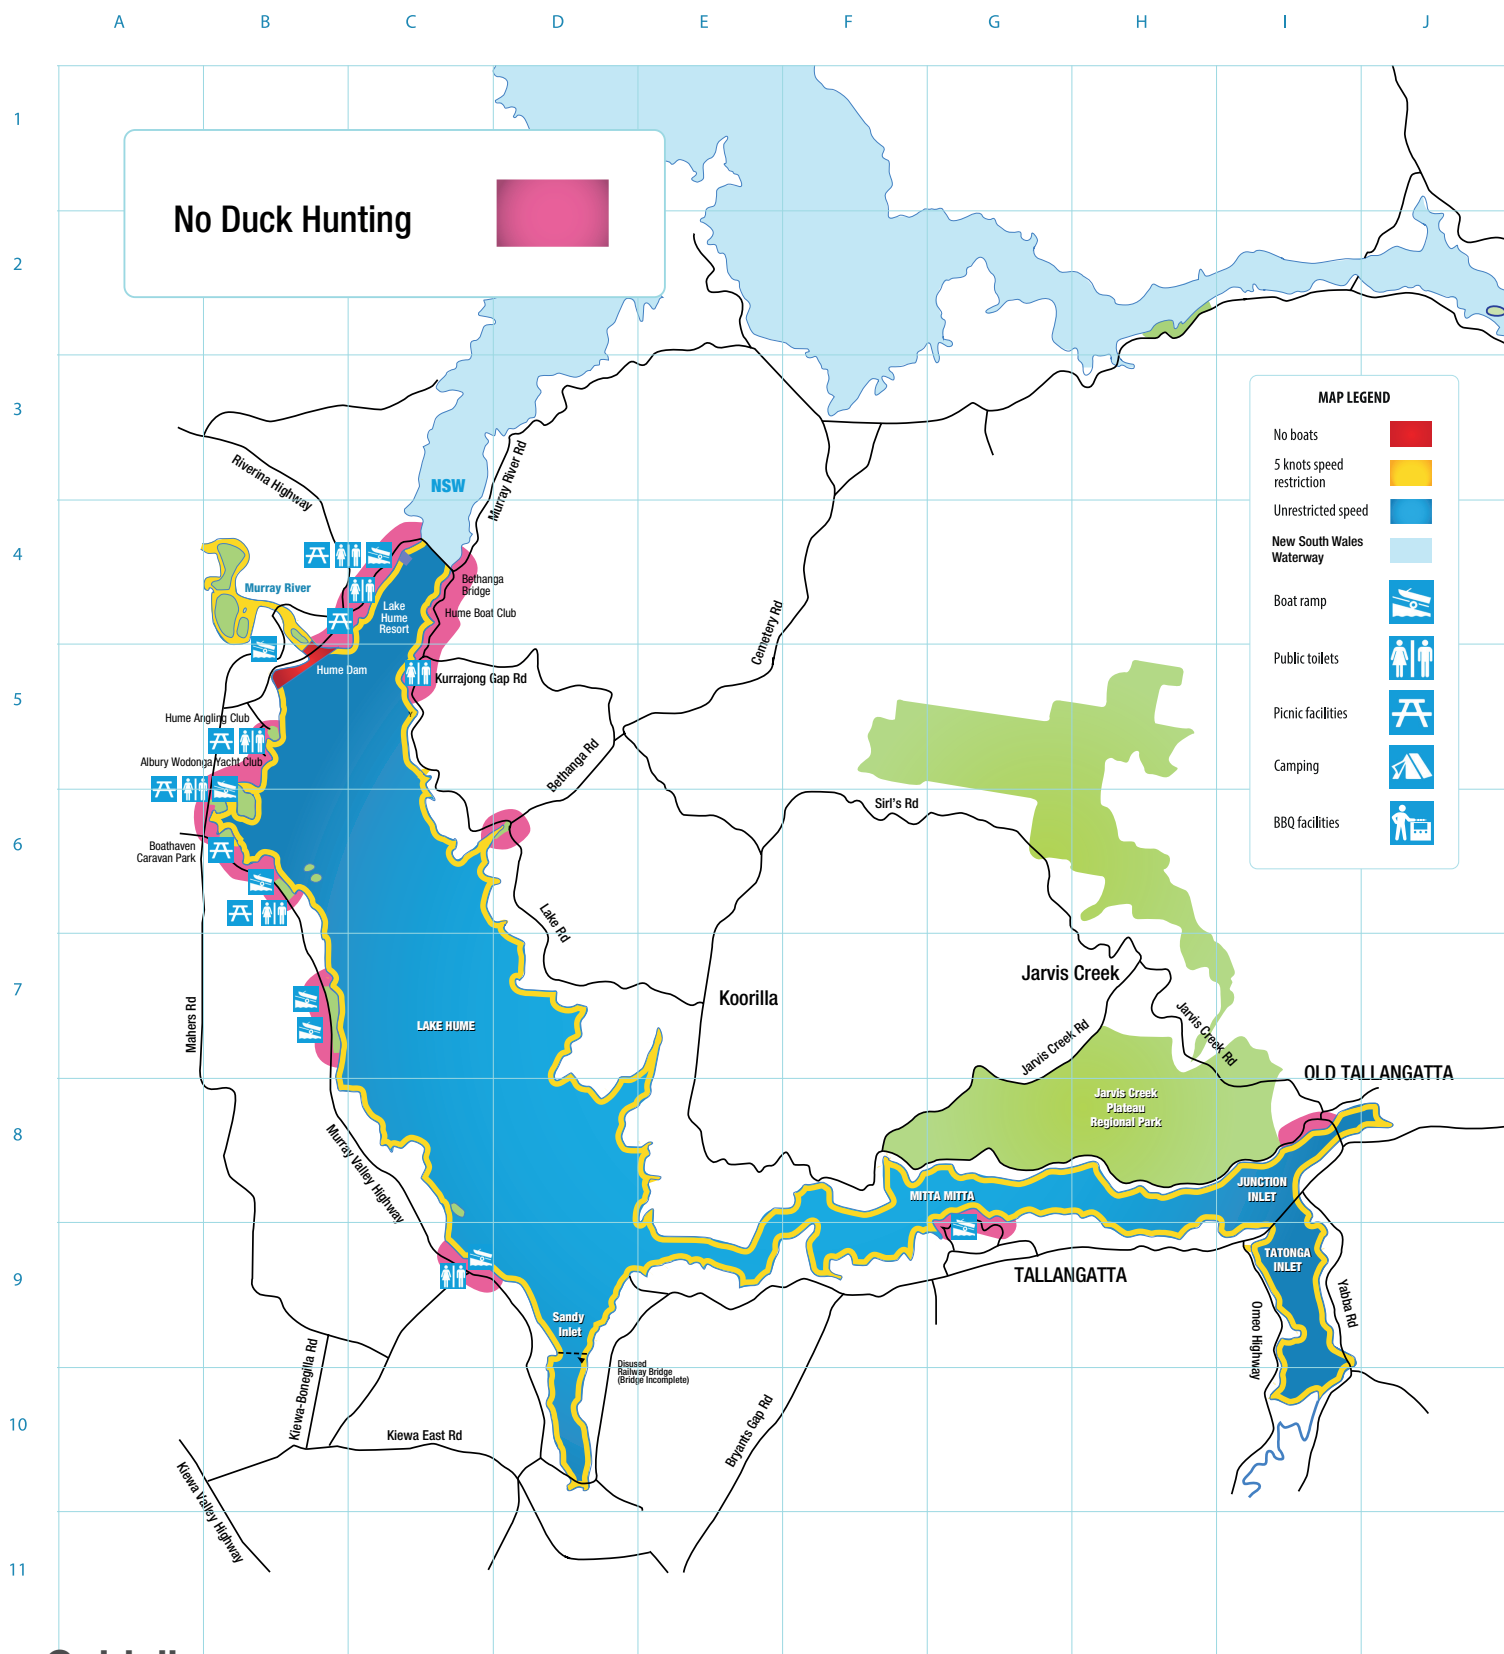 A B C D E F G H I J
1
No Duck Hunting
2
3
MAP LEGEND
No boats
5 knots speed
restriction
Unrestricted speed
New South Wales
Waterway
Boat ramp
Public toilets
Picnic facilities
Camping
BBQ facilities
Riverina Highway
NSW
Murray River Rd
4
Murray River
Bethanga
Bridge
Lake
Hume
Resort
Hume Boat Club
Cemetery Rd
Hume Dam
Kurrajong Gap Rd
5
Hume Angling Club
Albury Wodonga Yacht Club
Bethanga Rd
Sirl's Rd
6
Boathaven
Caravan Park
Lake Rd
7
Jarvis Creek
Koorilla
Mahers Rd
LAKE HUME
Jarvis Creek Rd
Jarvis Creek Rd
OLD TALLANGATTA
Jarvis Creek
Plateau
Regional Park
8
Murray Valley Highway
MITTA MITTA
JUNCTION
INLET
TATONGA
INLET
9
TALLANGATTA
Sandy
Inlet
Omeo Highway
Yabba Rd
Disused
Railway Bridge
(Bridge Incomplete)
Kiewa-Bonegilla Rd
10
Kiewa East Rd
Bryants Gap Rd
Kiewa Valley Highway
11